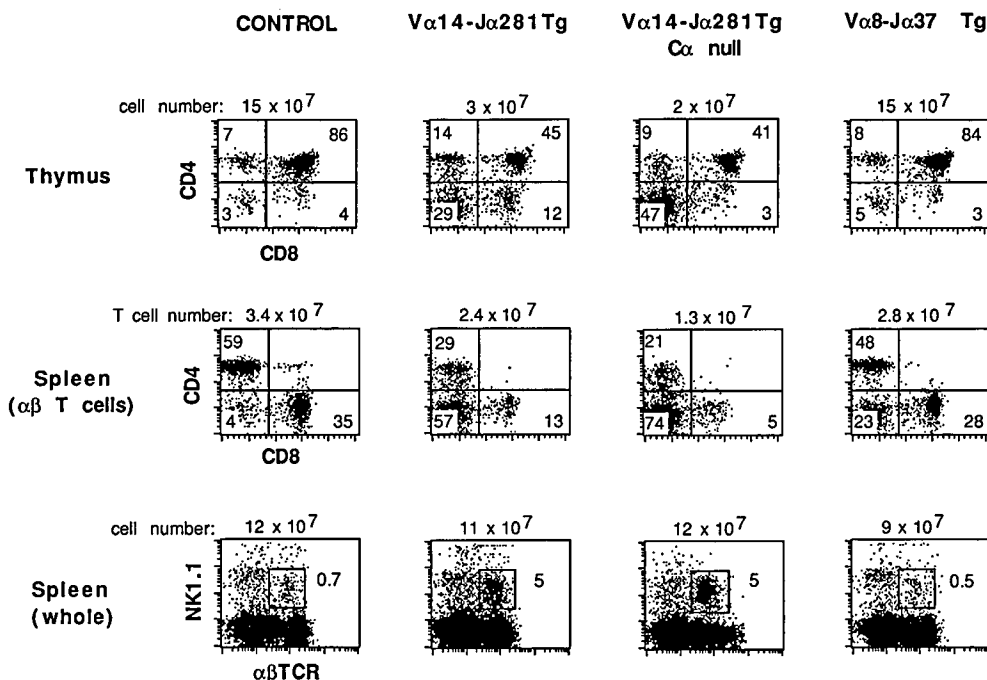 CONTROL Vα14-Jα281Tg Vα14-Jα281Tg Vα8-Jα37 Tg
Cα null
cell number: 15 x 10^7 3 x 10^7 2 x 10^7 15 x 10^7
7 86 14 45 9 41 8 84
Thymus
CD4
3 4 29 12 47 3 5 3
CD8
T cell number: 3.4 x 10^7 2.4 x 10^7 1.3 x 10^7 2.8 x 10^7
59 29 21 48
Spleen
(αβ T cells)
CD4
4 35 57 13 74 5 23 28
CD8
cell number: 12 x 10^7 11 x 10^7 12 x 10^7 9 x 10^7
0.7 5 5 0.5
Spleen
(whole)
NK1.1
αβTCR